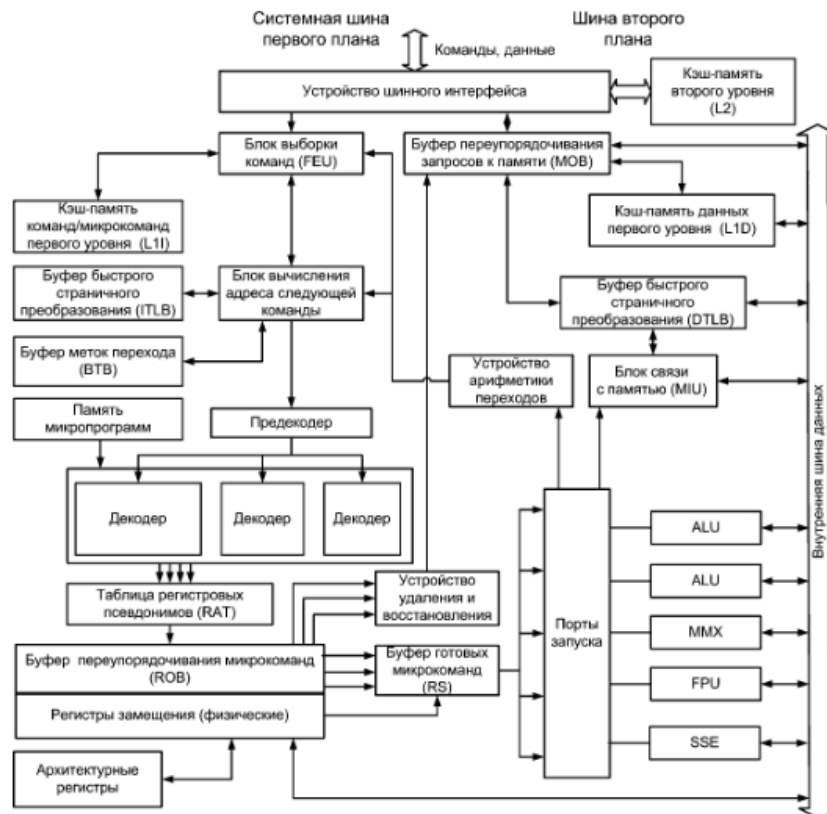 Системная шина
первого плана
Шина второго
плана
Команды, данные
Устройство шинного интерфейса
Кэш-память
второго уровня
(L2)
Блок выборки
команд (FEU)
Буфер переупорядочивания
запросов к памяти (MOB)
Кэш-память
команд/микрокоманд
первого уровня (L1I)
Кэш-память данных
первого уровня (L1D)
Буфер быстрого
страничного
преобразования (ITLB)
Блок вычисления
адреса следующей
команды
Буфер быстрого
страничного
преобразования (DTLB)
Буфер меток перехода
(BTB)
Устройство
арифметики
переходов
Блок связи
с памятью (MIU)
Память
микропрограмм
Предекодер
Внутренняя шина данных
Декодер
Декодер
Декодер
ALU
Таблица регистровых
псевдонимов (RAT)
Устройство
удаления и
восстановления
ALU
Порты
запуска
MMX
Буфер переупорядочивания микрокоманд
(ROB)
Буфер готовых
микрокоманд
(RS)
FPU
Регистры замещения (физические)
SSE
Архитектурные
регистры